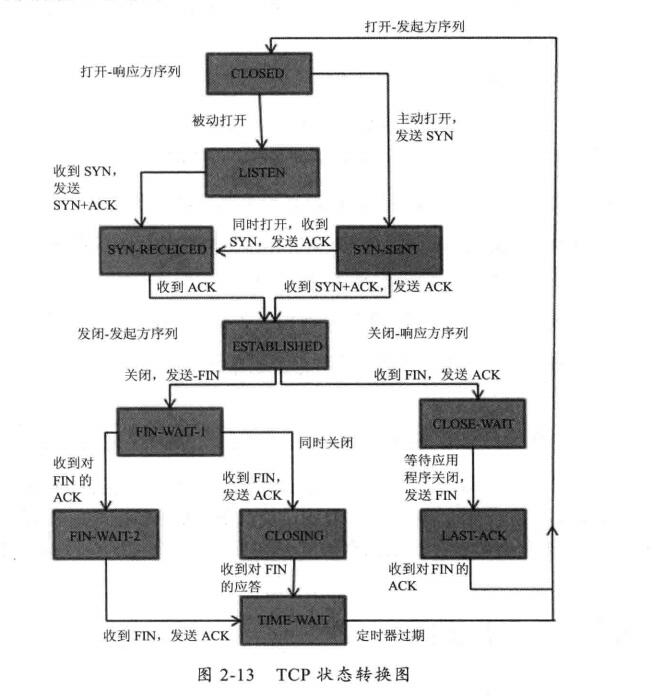 打开-发起方序列
打开-响应方序列
CLOSED
被动打开
主动打开，
发送 SYN
LISTEN
收到 SYN，
发送
SYN+ACK
同时打开，收到
SYN，发送 ACK
SYN-RECEICED
SYN-SENT
收到 ACK
收到 SYN+ACK，发送 ACK
发闭-发起方序列
ESTABLISHED
关闭-响应方序列
关闭，发送-FIN
收到 FIN，发送 ACK
FIN-WAIT-1
CLOSE-WAIT
同时关闭
收到对
FIN 的
ACK
收到 FIN，
发送 ACK
等待应用
程序关闭，
发送 FIN
FIN-WAIT-2
CLOSING
LAST-ACK
收到对 FIN
的应答
收到对 FIN 的
ACK
TIME-WAIT
收到 FIN，发送 ACK
定时器过期
图 2-13 TCP 状态转换图